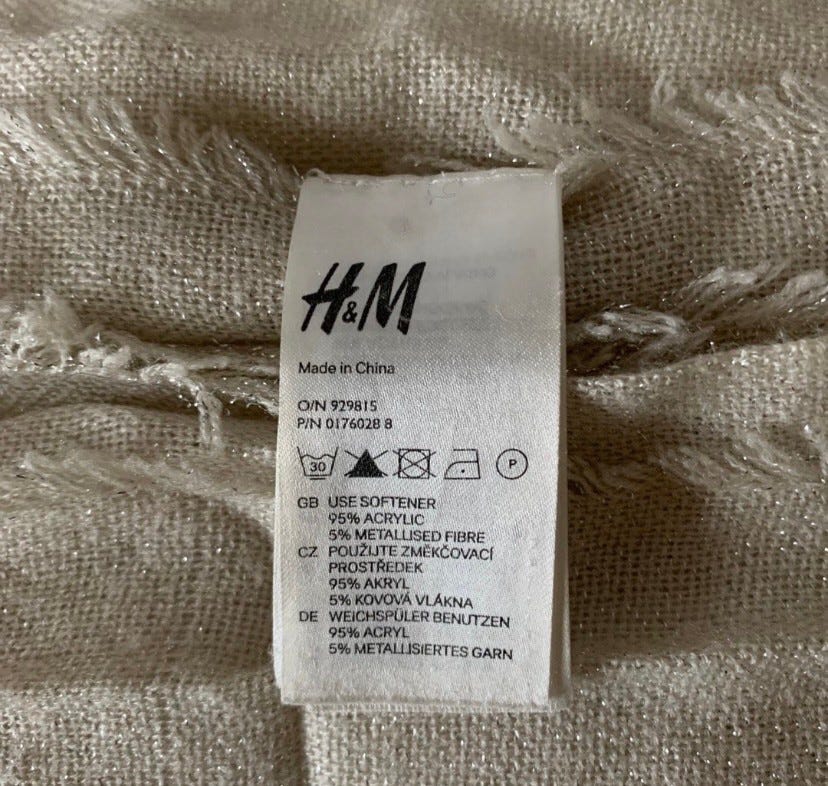 H&M
Made in China
O/N 929815
P/N 0176028 8
30 P
GB USE SOFTENER
95% ACRYLIC
5% METALLISED FIBRE
CZ POUŽIJTE ZMĚKČOVACÍ
PROSTŘEDEK
95% AKRYL
5% KOVOVÁ VLÁKNA
DE WEICHSPÜLER BENUTZEN
95% ACRYL
5% METALLISIERTES GARN